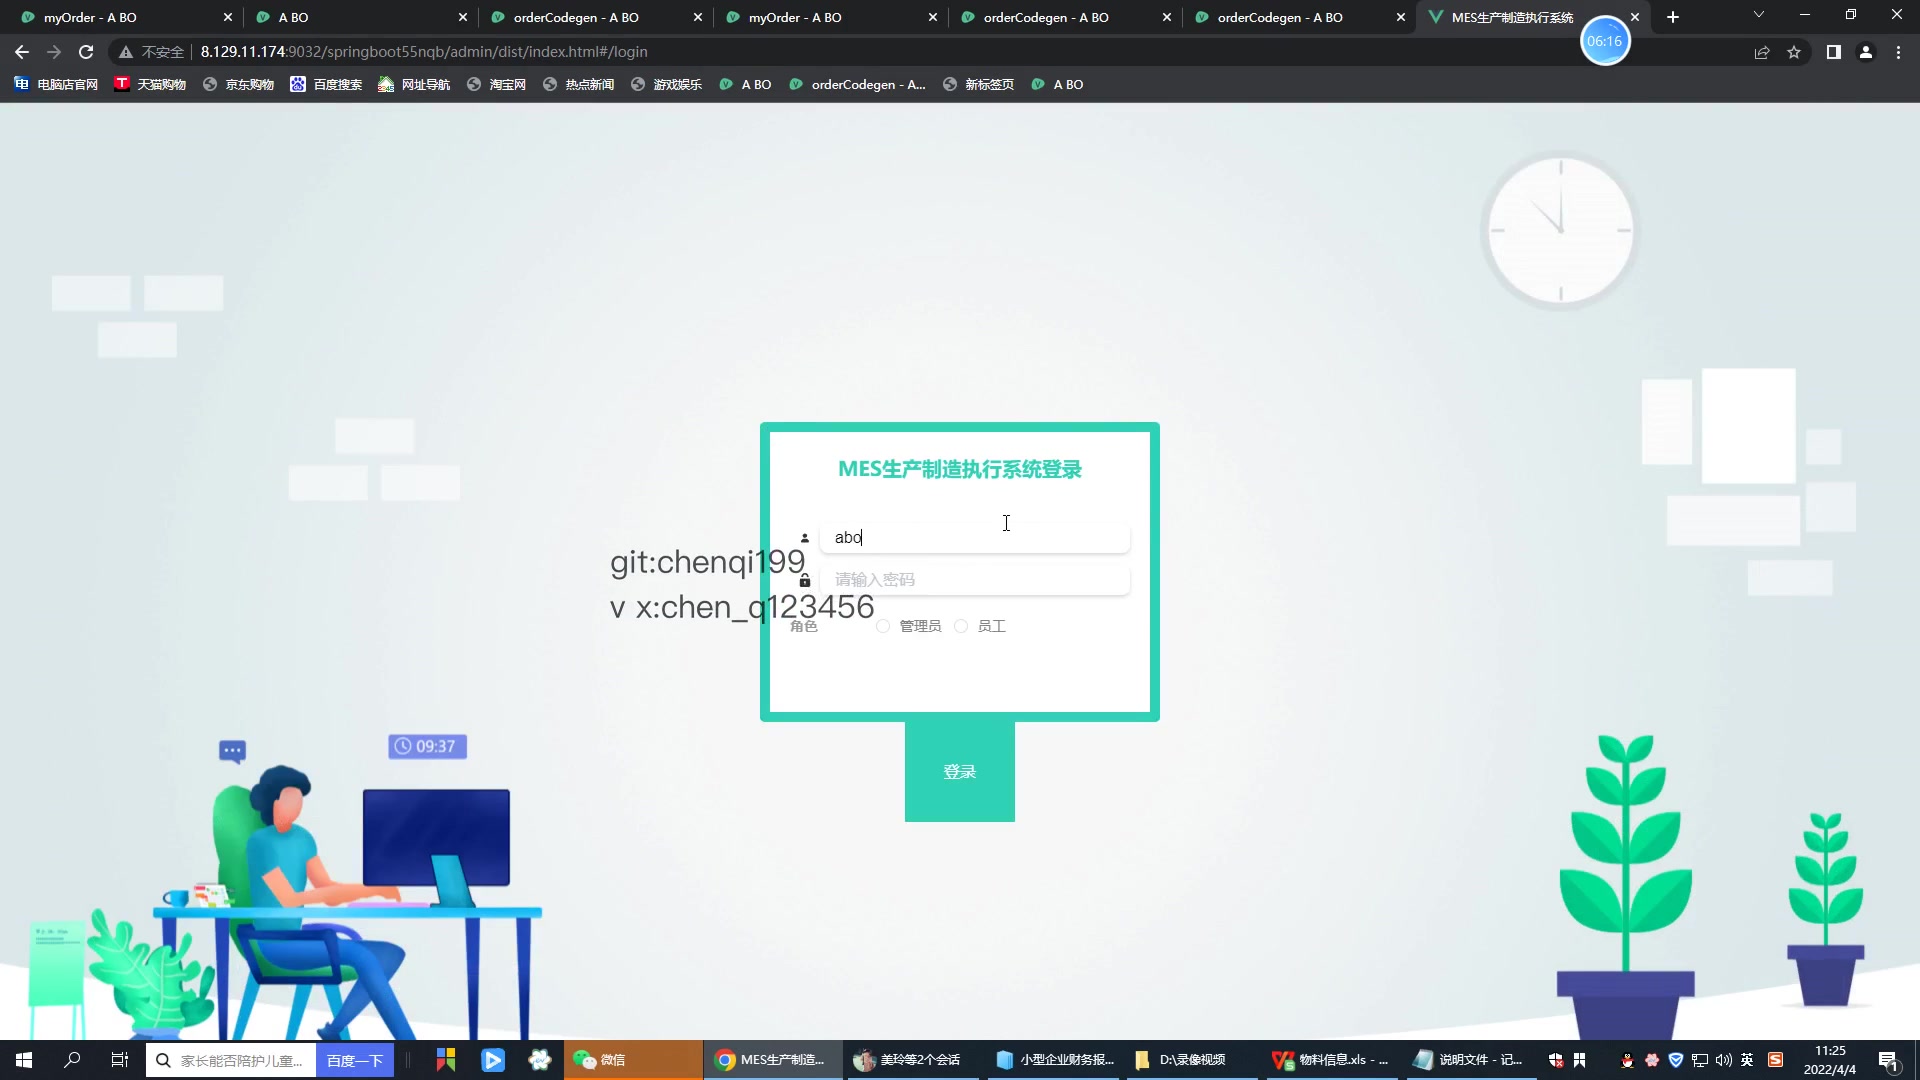 myOrder - A BO
A BO
orderCodegen - A BO
myOrder - A BO
orderCodegen - A BO
orderCodegen - A BO
MES生产制造执行系统
06:16
不安全
8.129.11.174:9032/springboot55nqb/admin/dist/index.html#/login
电脑店官网
天猫购物
京东购物
百度搜索
网址导航
淘宝网
热点新闻
游戏娱乐
A BO
orderCodegen - A...
新标签页
A BO
MES生产制造执行系统登录
abo
git:chenqi199
请输入密码
v x:chen_q123456
角色
管理员
员工
09:37
登录
家长能否陪护儿童...
百度一下
微信
MES生产制造...
美玲等2个会话
小型企业财务报...
D:\录像视频
物料信息.xls - ...
说明文件 - 记...
英
11:25
2022/4/4
1